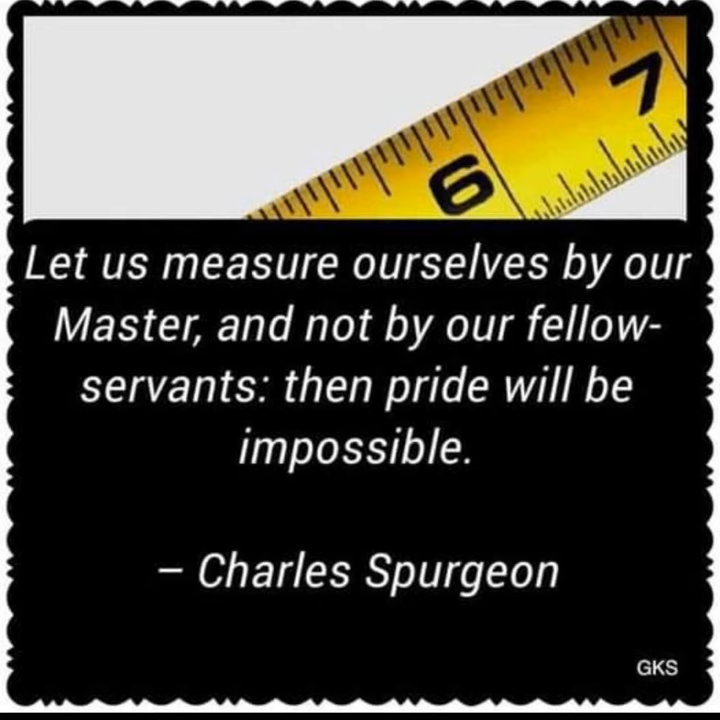 6
7
Let us measure ourselves by our
Master, and not by our fellow-
servants: then pride will be
impossible.
– Charles Spurgeon
GKS